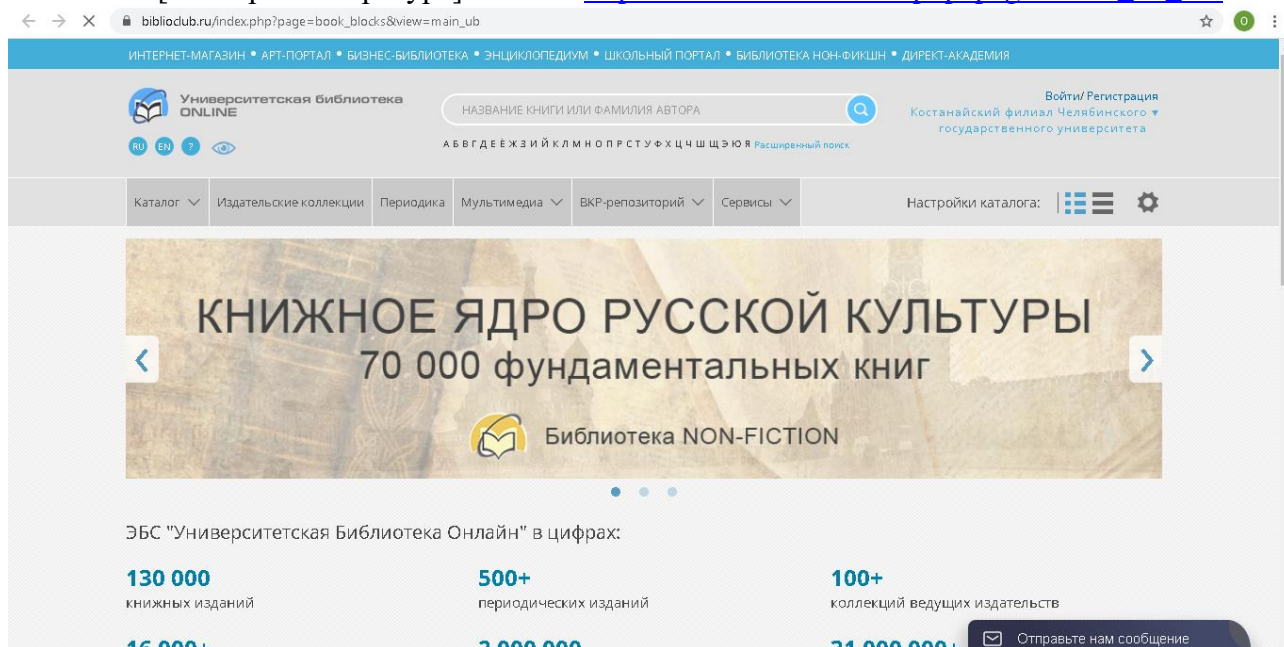 biblioclub.ru/index.php?page=book_blocks&view=main_ub
ИНТЕРНЕТ-МАГАЗИН • АРТ-ПОРТАЛ • БИЗНЕС-БИБЛИОТЕКА • ЭНЦИКЛОПЕДИУМ • ШКОЛЬНЫЙ ПОРТАЛ • БИБЛИОТЕКА НОН-ФИКШН • ДИРЕКТ-АКАДЕМИЯ
Университетская библиотека
ONLINE
НАЗВАНИЕ КНИГИ ИЛИ ФАМИЛИЯ АВТОРА
Войти/ Регистрация
Костанайский филиал Челябинского ▾
государственного университета
RU EN ?
А Б В Г Д Е Ё Ж З И Й К Л М Н О П Р С Т У Ф Х Ц Ч Ш Щ Э Ю Я Расширенный поиск
Каталог Издательские коллекции Периодика Мультимедиа ВКР-репозиторий Сервисы Настройки каталога:
КНИЖНОЕ ЯДРО РУССКОЙ КУЛЬТУРЫ
70 000 фундаментальных книг
Библиотека NON-FICTION
ЭБС "Университетская Библиотека Онлайн" в цифрах:
130 000 500+ 100+
книжных изданий периодических изданий коллекций ведущих издательств
Отправьте нам сообщение